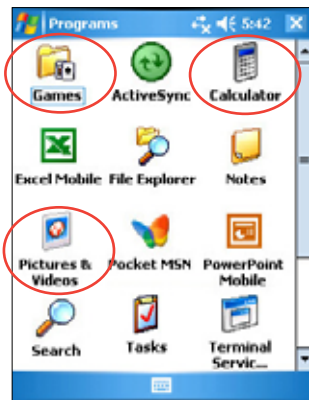 Programs 5:42
Games ActiveSync Calculator
Excel Mobile File Explorer Notes
Pictures & Pocket MSN PowerPoint
Videos Mobile
Search Tasks Terminal
Servic...